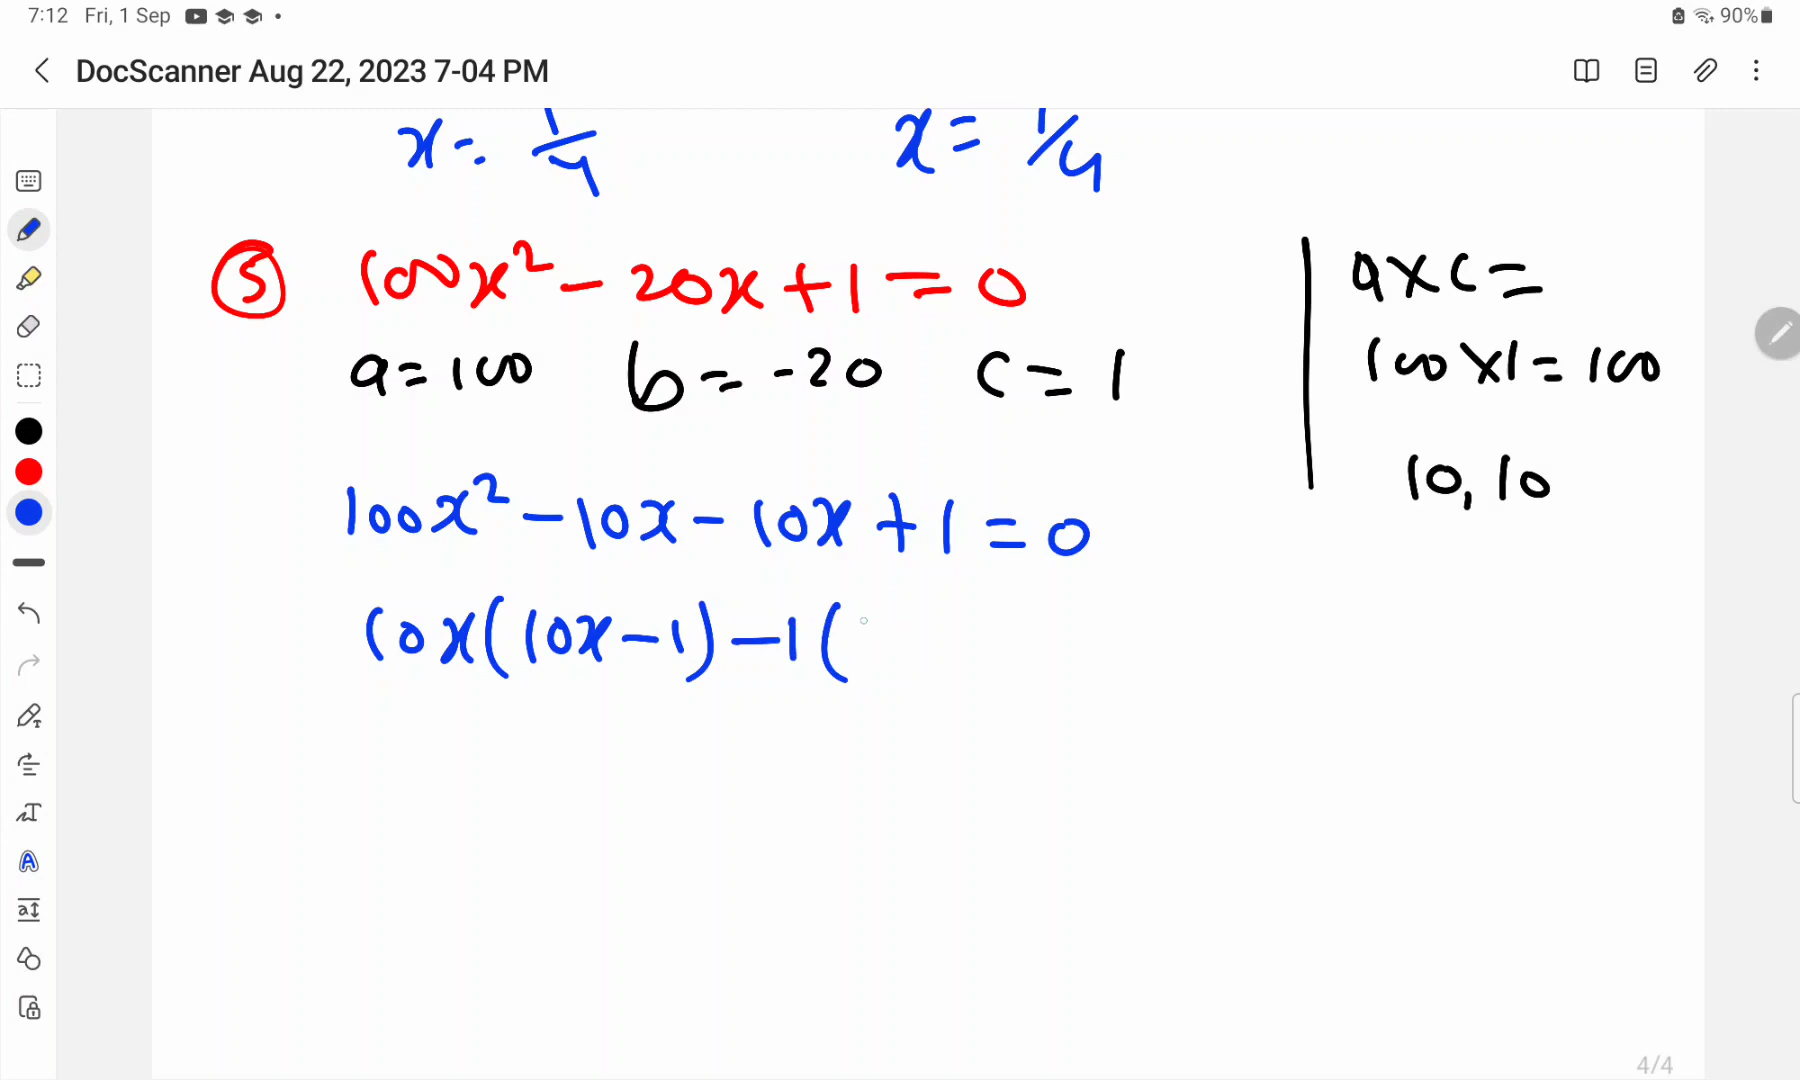 7:12 Fri, 1 Sep
90%
DocScanner Aug 22, 2023 7-04 PM
x = 1/4 x = 1/4
5 100x² - 20x + 1 = 0
a = 100 b = -20 c = 1
a × c =
100 × 1 = 100
10, 10
100x² - 10x - 10x + 1 = 0
10x(10x - 1) - 1(
4/4